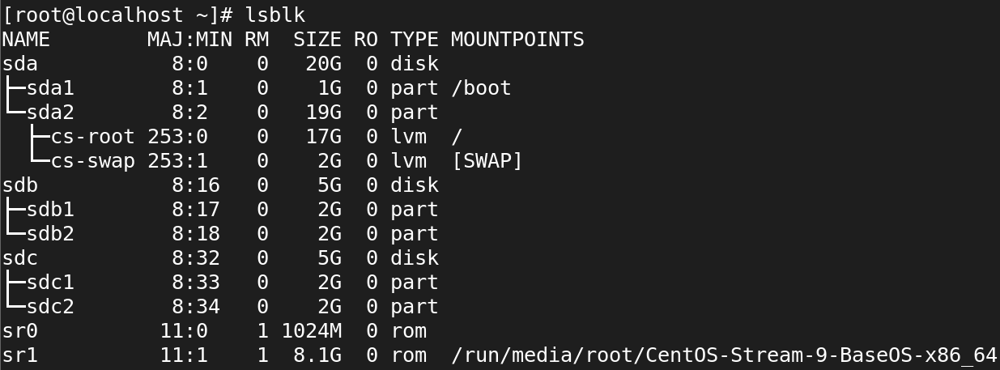 [root@localhost ~]# lsblk
NAME        MAJ:MIN RM   SIZE RO TYPE MOUNTPOINTS
sda           8:0    0    20G  0 disk
├─sda1        8:1    0     1G  0 part /boot
└─sda2        8:2    0    19G  0 part
  ├─cs-root 253:0    0    17G  0 lvm  /
  └─cs-swap 253:1    0     2G  0 lvm  [SWAP]
sdb           8:16   0     5G  0 disk
├─sdb1        8:17   0     2G  0 part
└─sdb2        8:18   0     2G  0 part
sdc           8:32   0     5G  0 disk
├─sdc1        8:33   0     2G  0 part
└─sdc2        8:34   0     2G  0 part
sr0          11:0    1  1024M  0 rom
sr1          11:1    1   8.1G  0 rom  /run/media/root/CentOS-Stream-9-BaseOS-x86_64